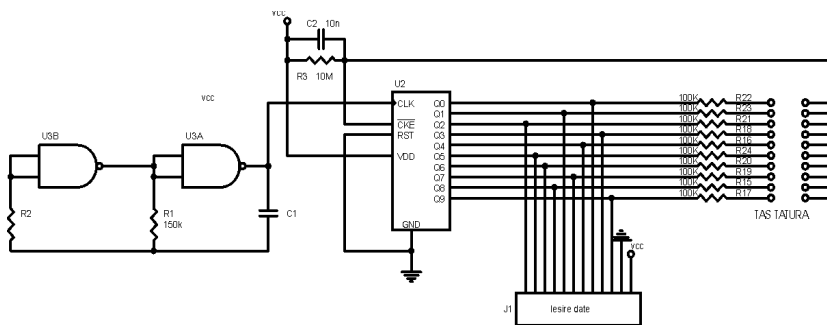 VCC
C2 10n
R3 10M
VCC
U2
U3B
U3A
R2
R1
150k
C1
CLK
CKE
RST
VDD
GND
Q0
Q1
Q2
Q3
Q4
Q5
Q6
Q7
Q8
Q9
100K R22
100K R23
100K R21
100K R18
100K R16
100K R24
100K R20
100K R19
100K R15
100K R17
TASTATURA
VCC
J1
Iesire date